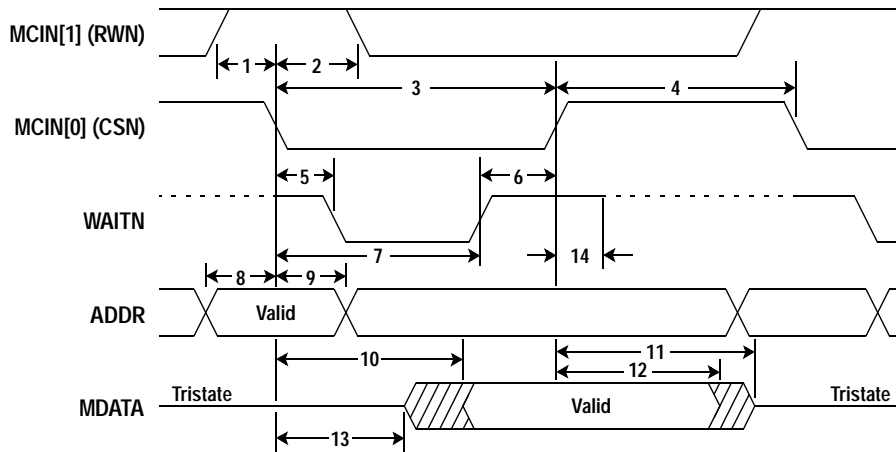 MCIN[1] (RWN)
1
2
3
4
MCIN[0] (CSN)
5
6
WAITN
7
14
8
9
ADDR
Valid
10
11
12
Tristate
Valid
Tristate
MDATA
13